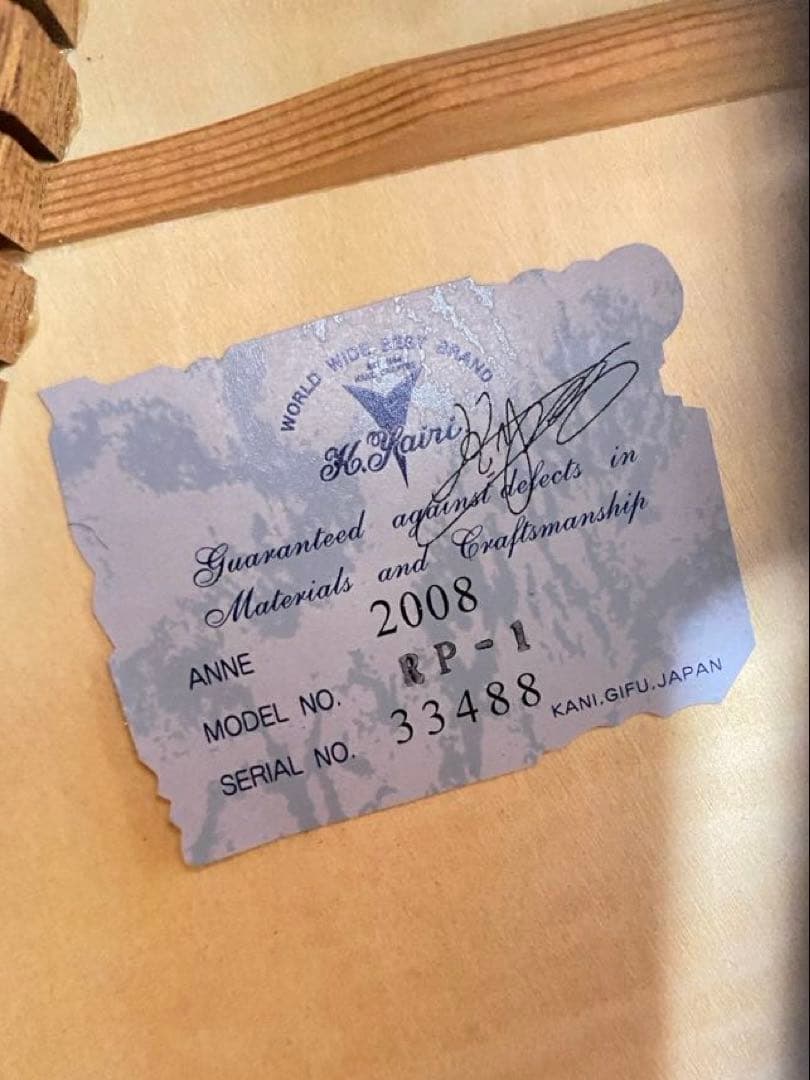 WORLD WIDE BEST BRAND
K.Yairi
Guaranteed against defects in
Materials and Craftsmanship
ANNE 2008
MODEL NO. RP-1
SERIAL NO. 33488
KANI.GIFU.JAPAN